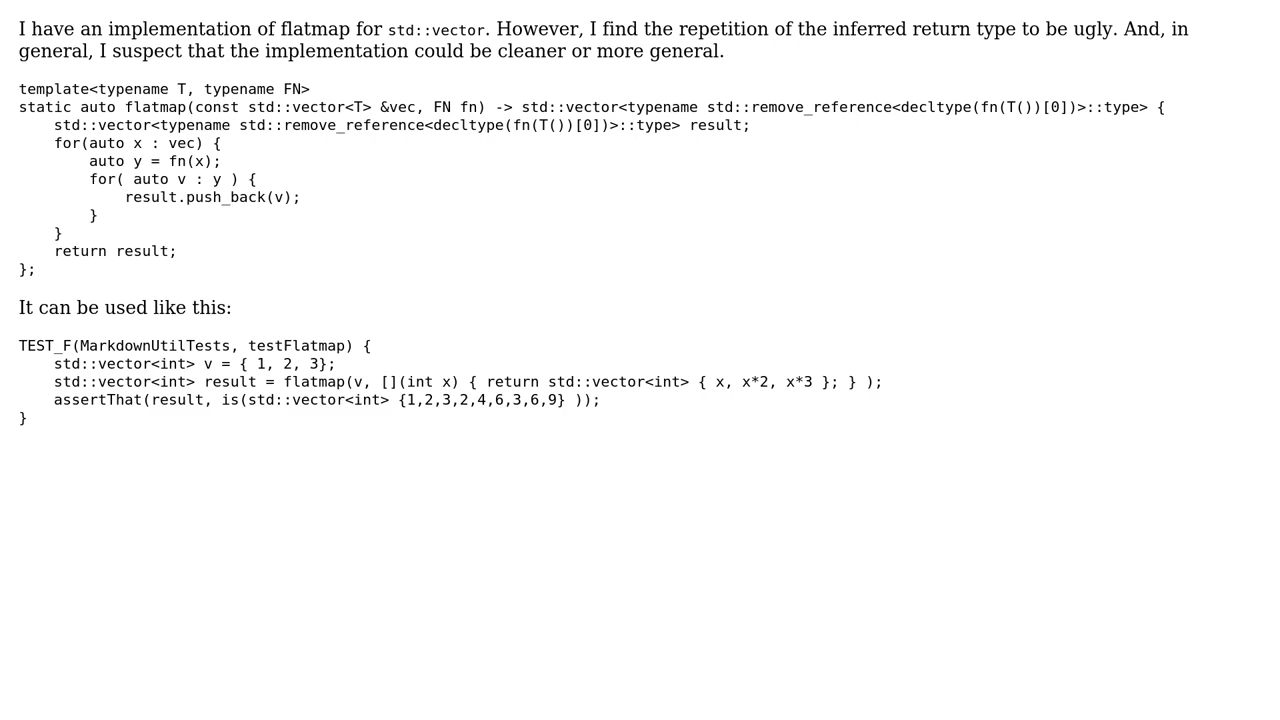 I have an implementation of flatmap for std::vector. However, I find the repetition of the inferred return type to be ugly. And, in
general, I suspect that the implementation could be cleaner or more general.
template<typename T, typename FN>
static auto flatmap(const std::vector<T> &vec, FN fn) -> std::vector<typename std::remove_reference<decltype(fn(T())[0])>::type> {
    std::vector<typename std::remove_reference<decltype(fn(T())[0])>::type> result;
    for(auto x : vec) {
        auto y = fn(x);
        for( auto v : y ) {
            result.push_back(v);
        }
    }
    return result;
};
It can be used like this:
TEST_F(MarkdownUtilTests, testFlatmap) {
    std::vector<int> v = { 1, 2, 3};
    std::vector<int> result = flatmap(v, [](int x) { return std::vector<int> { x, x*2, x*3 }; } );
    assertThat(result, is(std::vector<int> {1,2,3,2,4,6,3,6,9} ));
}